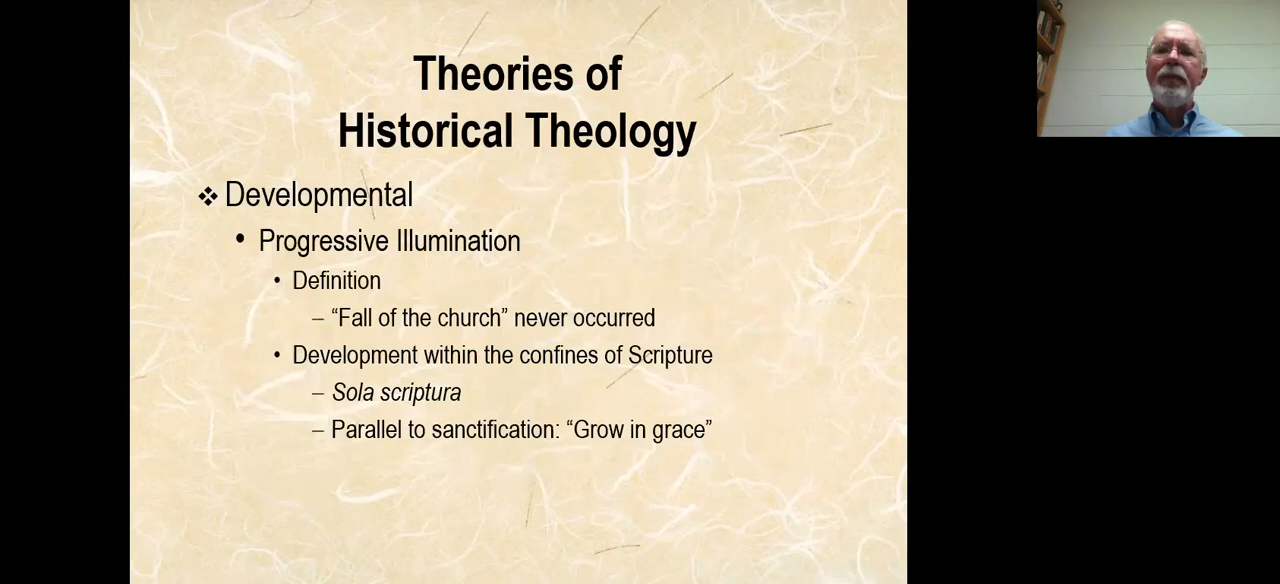 Theories of
Historical Theology
❖ Developmental
• Progressive Illumination
• Definition
– “Fall of the church” never occurred
• Development within the confines of Scripture
– Sola scriptura
– Parallel to sanctification: “Grow in grace”